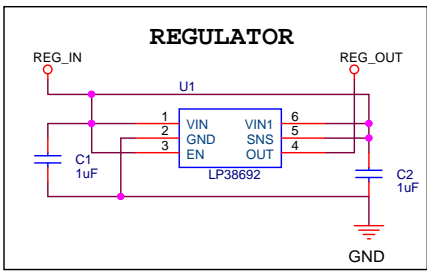 REGULATOR
REG_IN
REG_OUT
U1
1 VIN VIN1 6
2 GND SNS 5
3 EN OUT 4
LP38692
C1
1uF
C2
1uF
GND